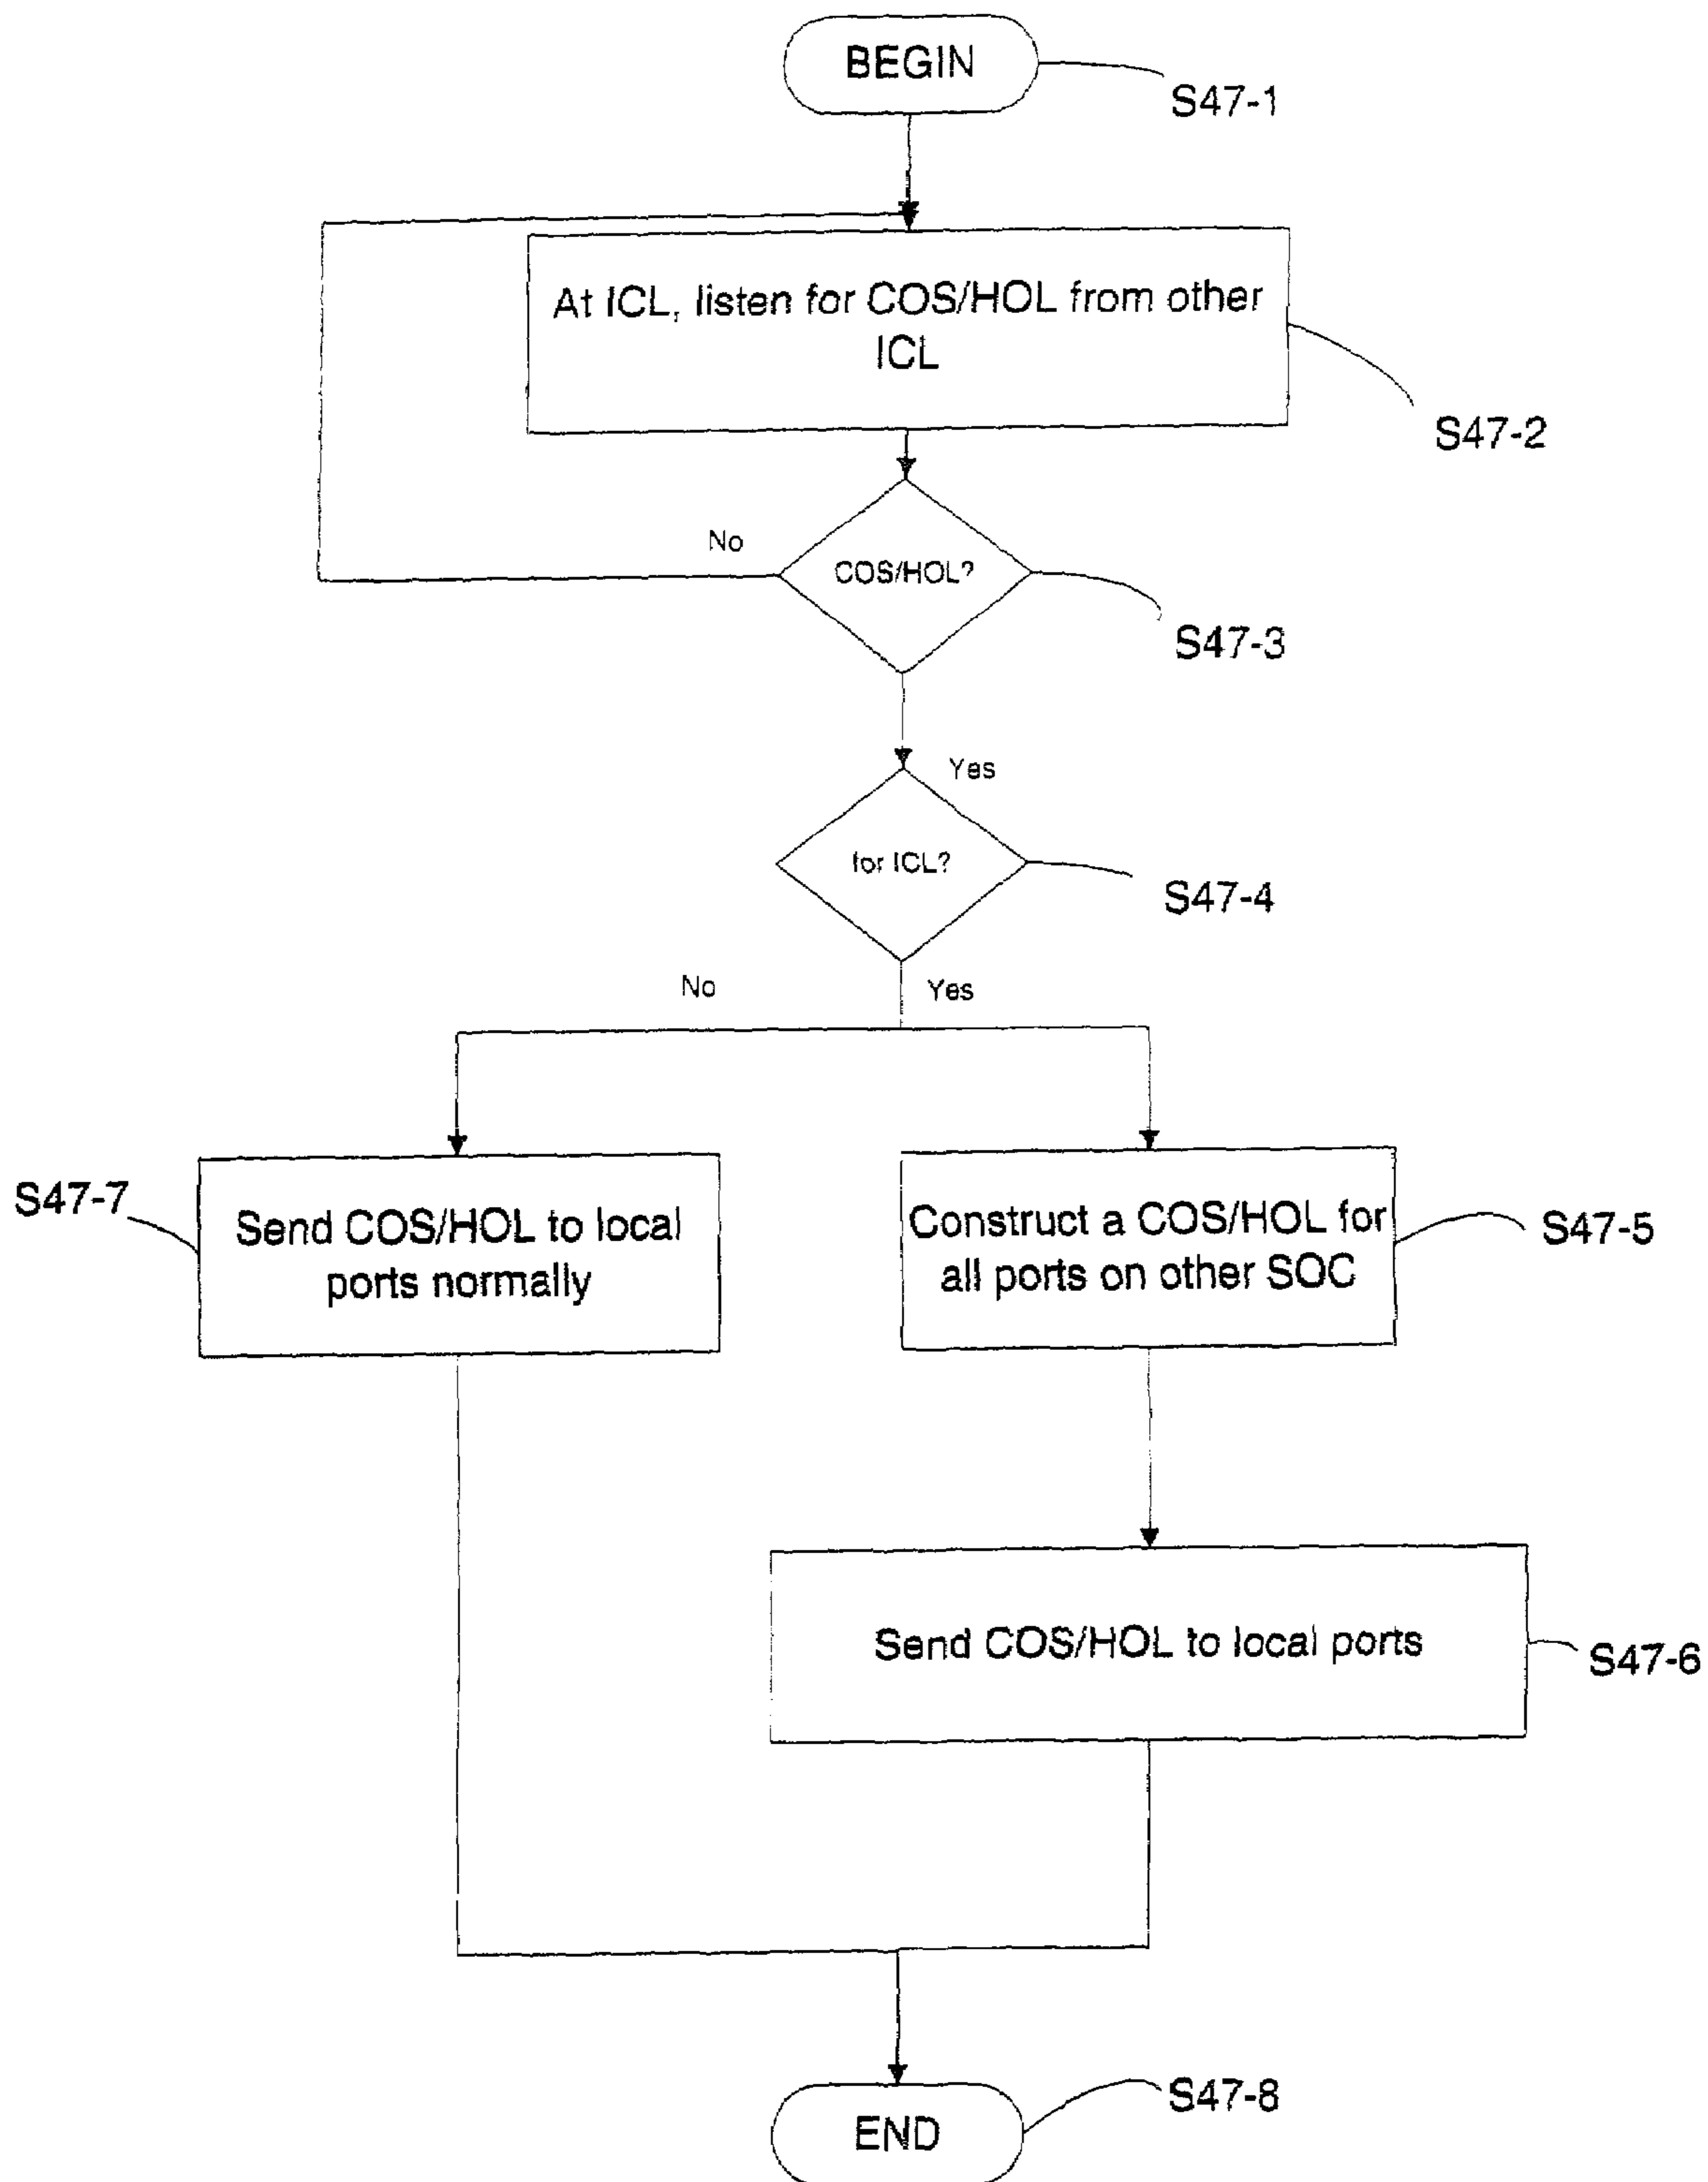 BEGIN
S47-1
At ICL, listen for COS/HOL from other
ICL
S47-2
No
COS/HOL?
S47-3
Yes
for ICL?
S47-4
No
Yes
S47-7
Send COS/HOL to local
ports normally
Construct a COS/HOL for
all ports on other SOC
S47-5
Send COS/HOL to local ports
S47-6
END
S47-8